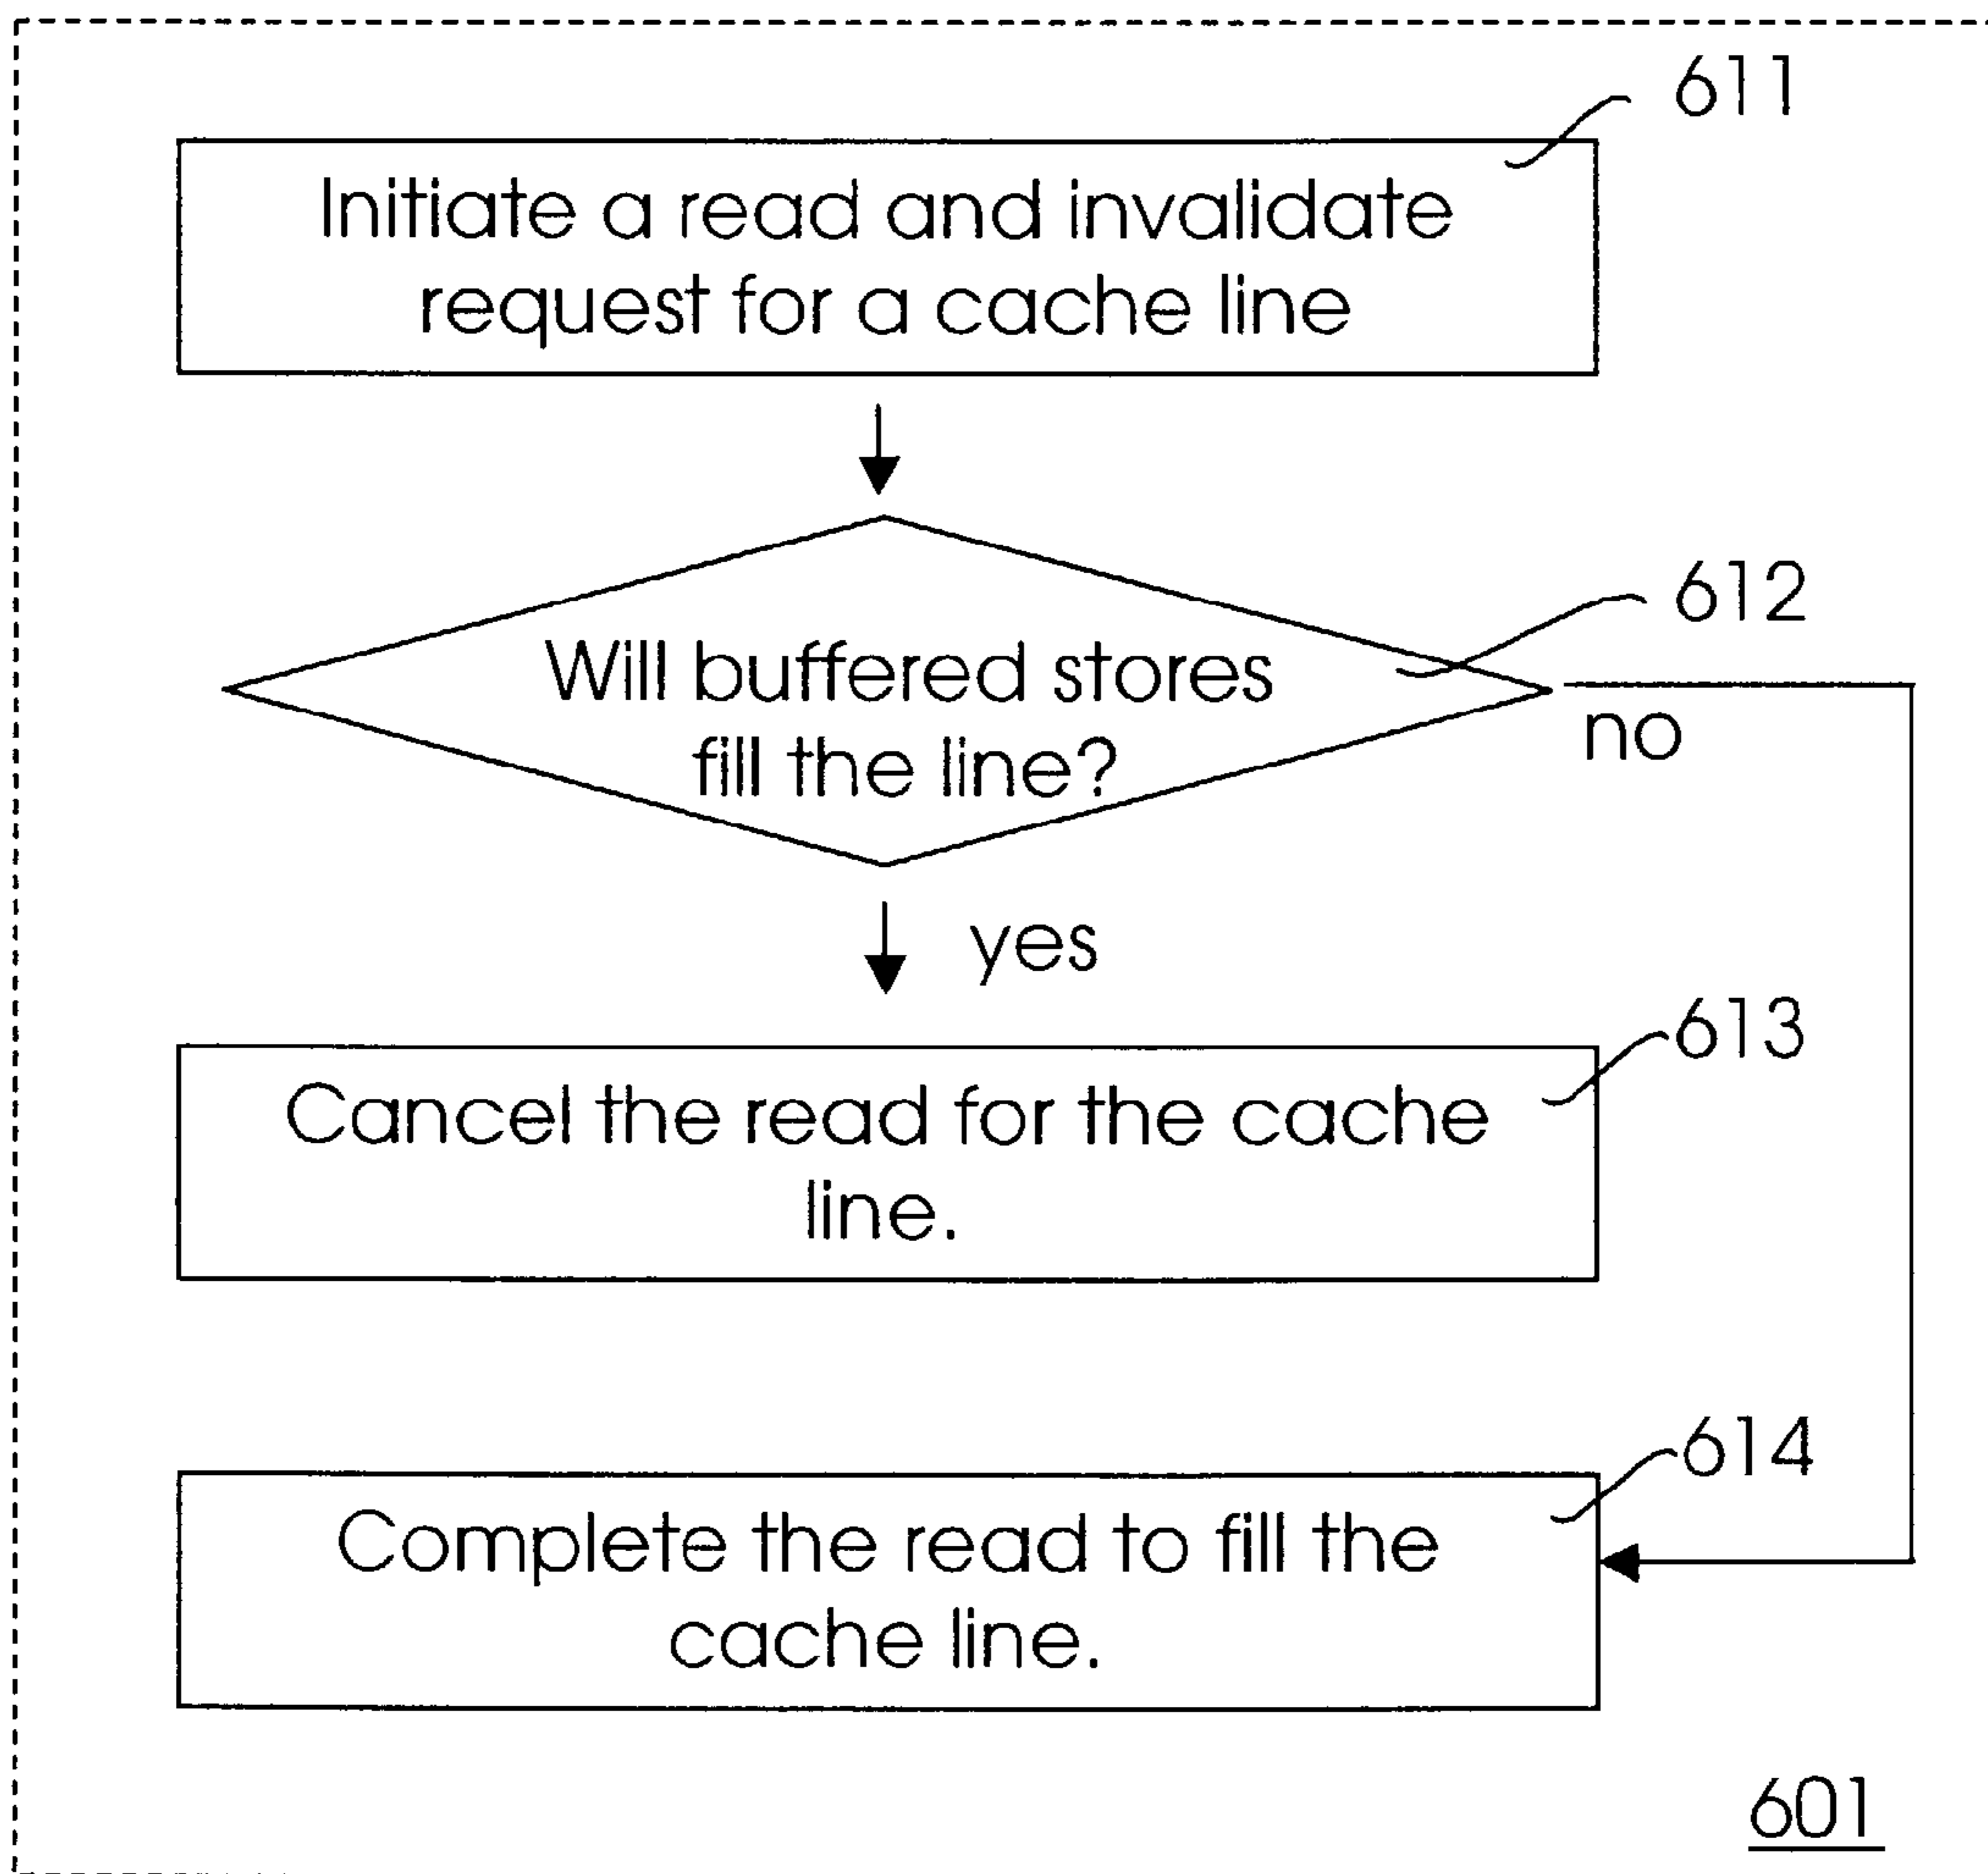 611
Initiate a read and invalidate
request for a cache line
612
Will buffered stores
fill the line?
no
yes
613
Cancel the read for the cache
line.
614
Complete the read to fill the
cache line.
601